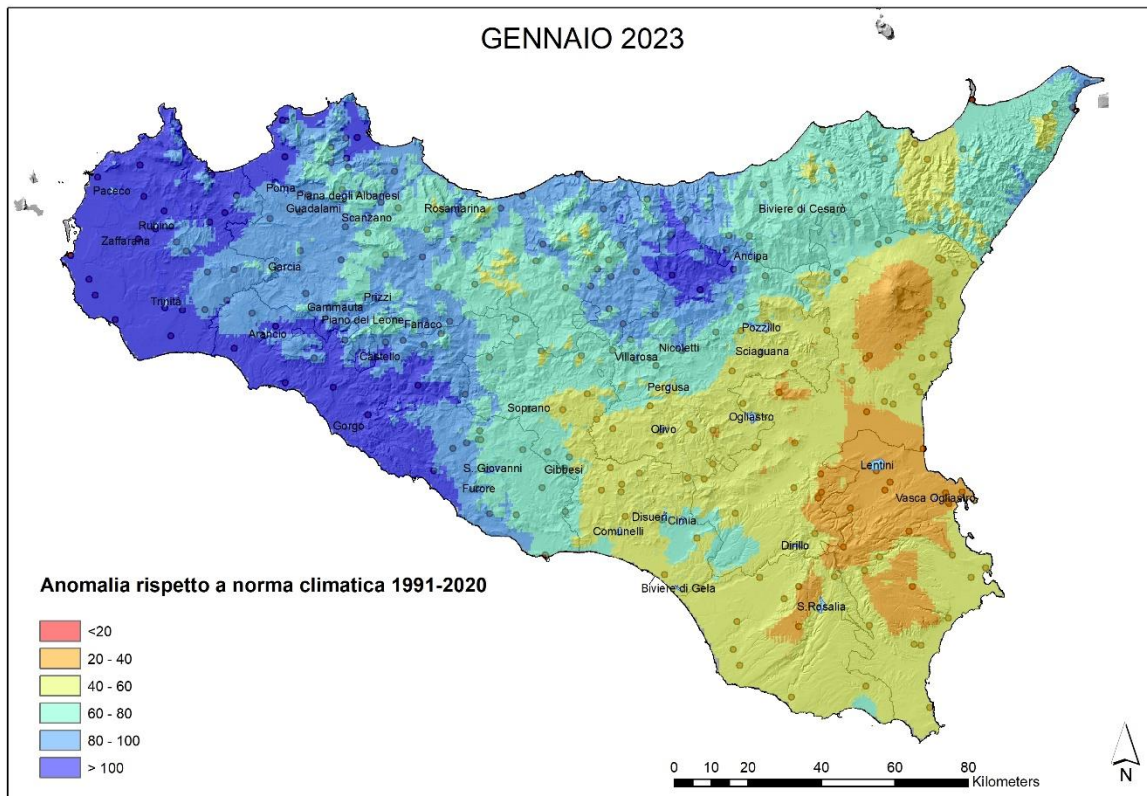 GENNAIO 2023
Paceco
Poma
Piana degli Albanesi
Guadalami
Scanzano
Rosamarina
Biviere di Cesarò
Rubino
Zaffarana
Garcia
Ancipa
Trinità
Gammauta
Prizzi
Piano del Leone
Fanaco
Arancio
Castello
Pozzillo
Nicoletti
Sciaguana
Villarosa
Pergusa
Soprano
Gorgo
Olivo
Ogliastro
S. Giovanni
Gibbesi
Furore
Lentini
Vasca Ogliastro
Disueri
Cimia
Comunelli
Dirillo
Biviere di Gela
S.Rosalia
Anomalia rispetto a norma climatica 1991-2020
<20
20 - 40
40 - 60
60 - 80
80 - 100
> 100
0 5 10 20 40 60 80
Kilometers
N